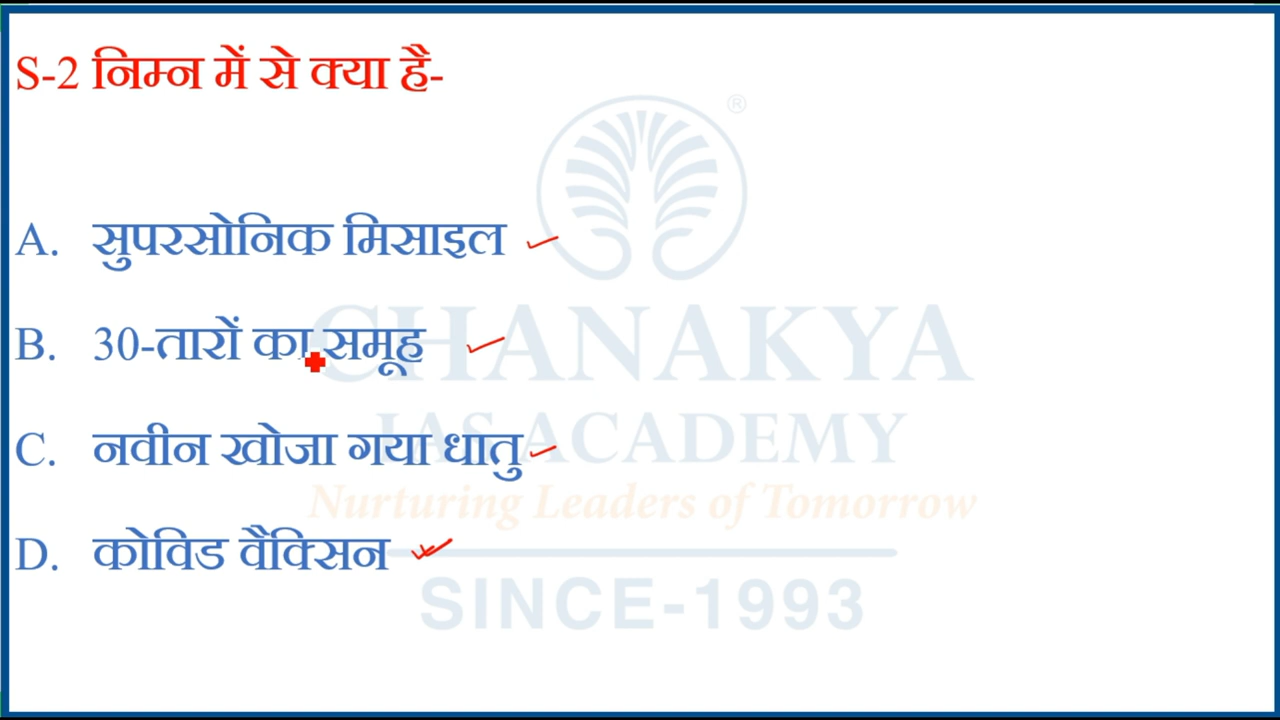 S-2 निम्न में से क्या है-
®
A. सुपरसोनिक मिसाइल
B. 30-तारों का समूह
C. नवीन खोजा गया धातु
D. कोविड वैक्सिन
CHANAKYA
IAS ACADEMY
Nurturing Leaders of Tomorrow
SINCE-1993